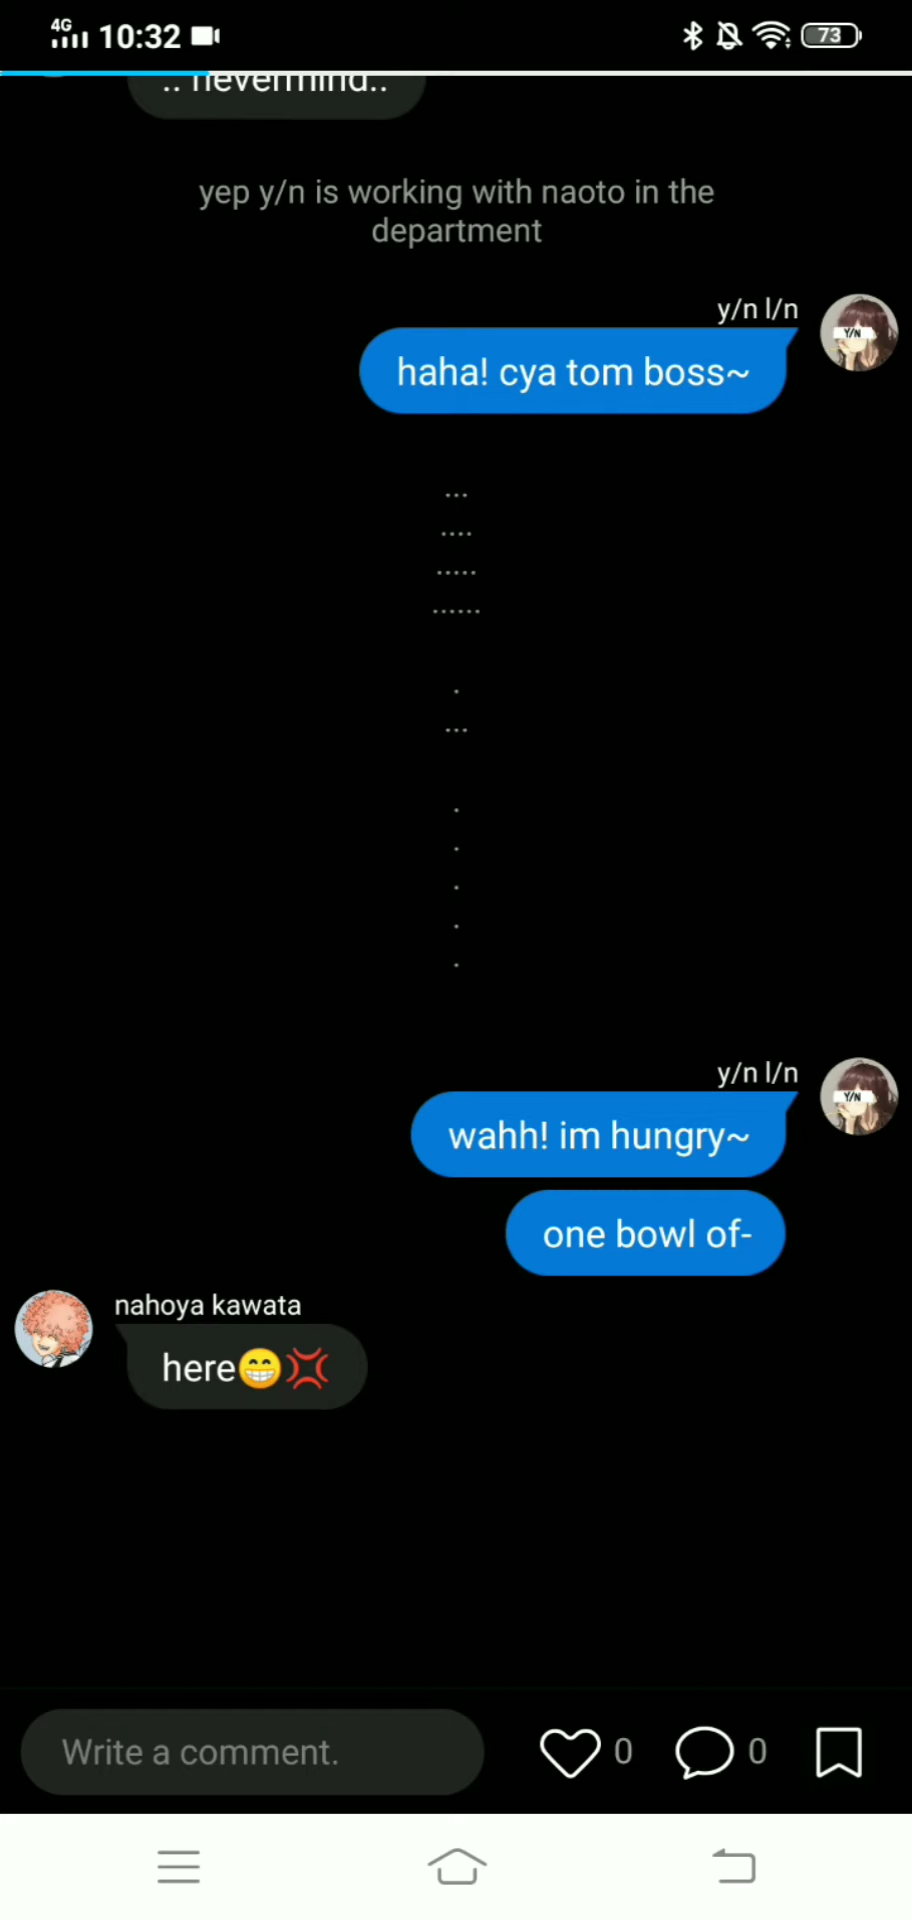 4G
10:32
73
.. nevermind..
yep y/n is working with naoto in the
department
y/n l/n
Y/N
haha! cya tom boss~
...
....
.....
......
.
...
.
.
.
.
.
y/n l/n
Y/N
wahh! im hungry~
one bowl of-
nahoya kawata
here😁💢
Write a comment.
0
0